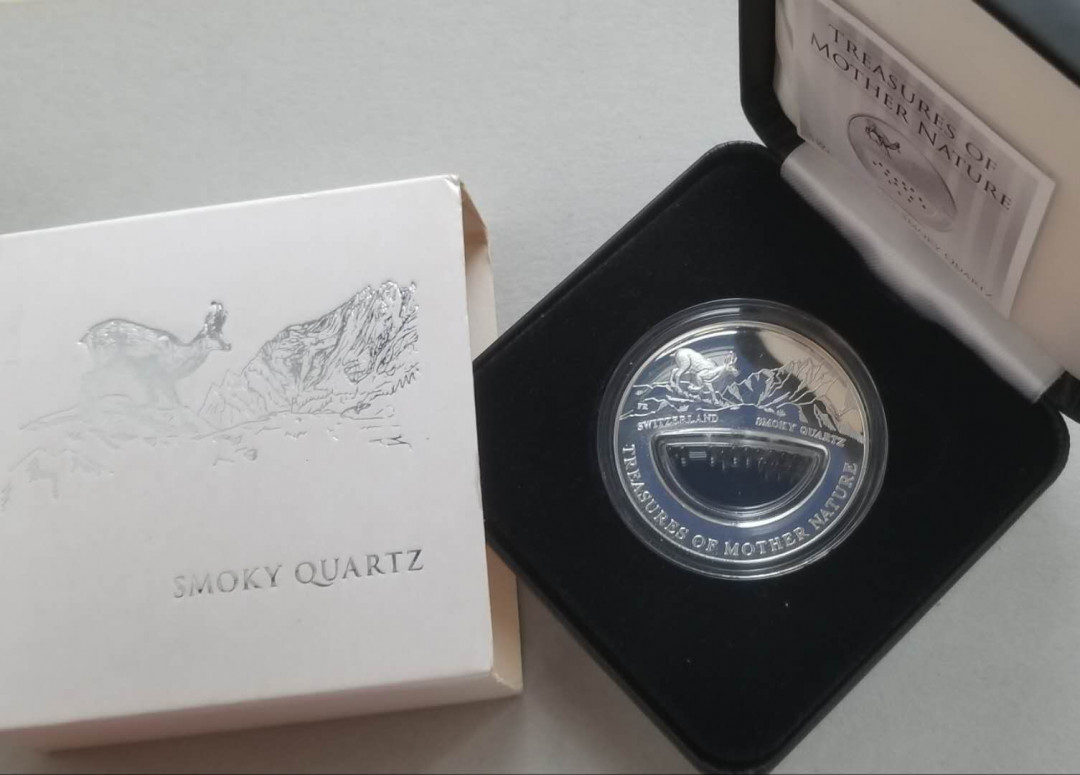 SMOKY QUARTZ
TREASURES OF
MOTHER NATURE
SMOKY QUARTZ
SWITZERLAND
SMOKY QUARTZ
TREASURES OF MOTHER NATURE